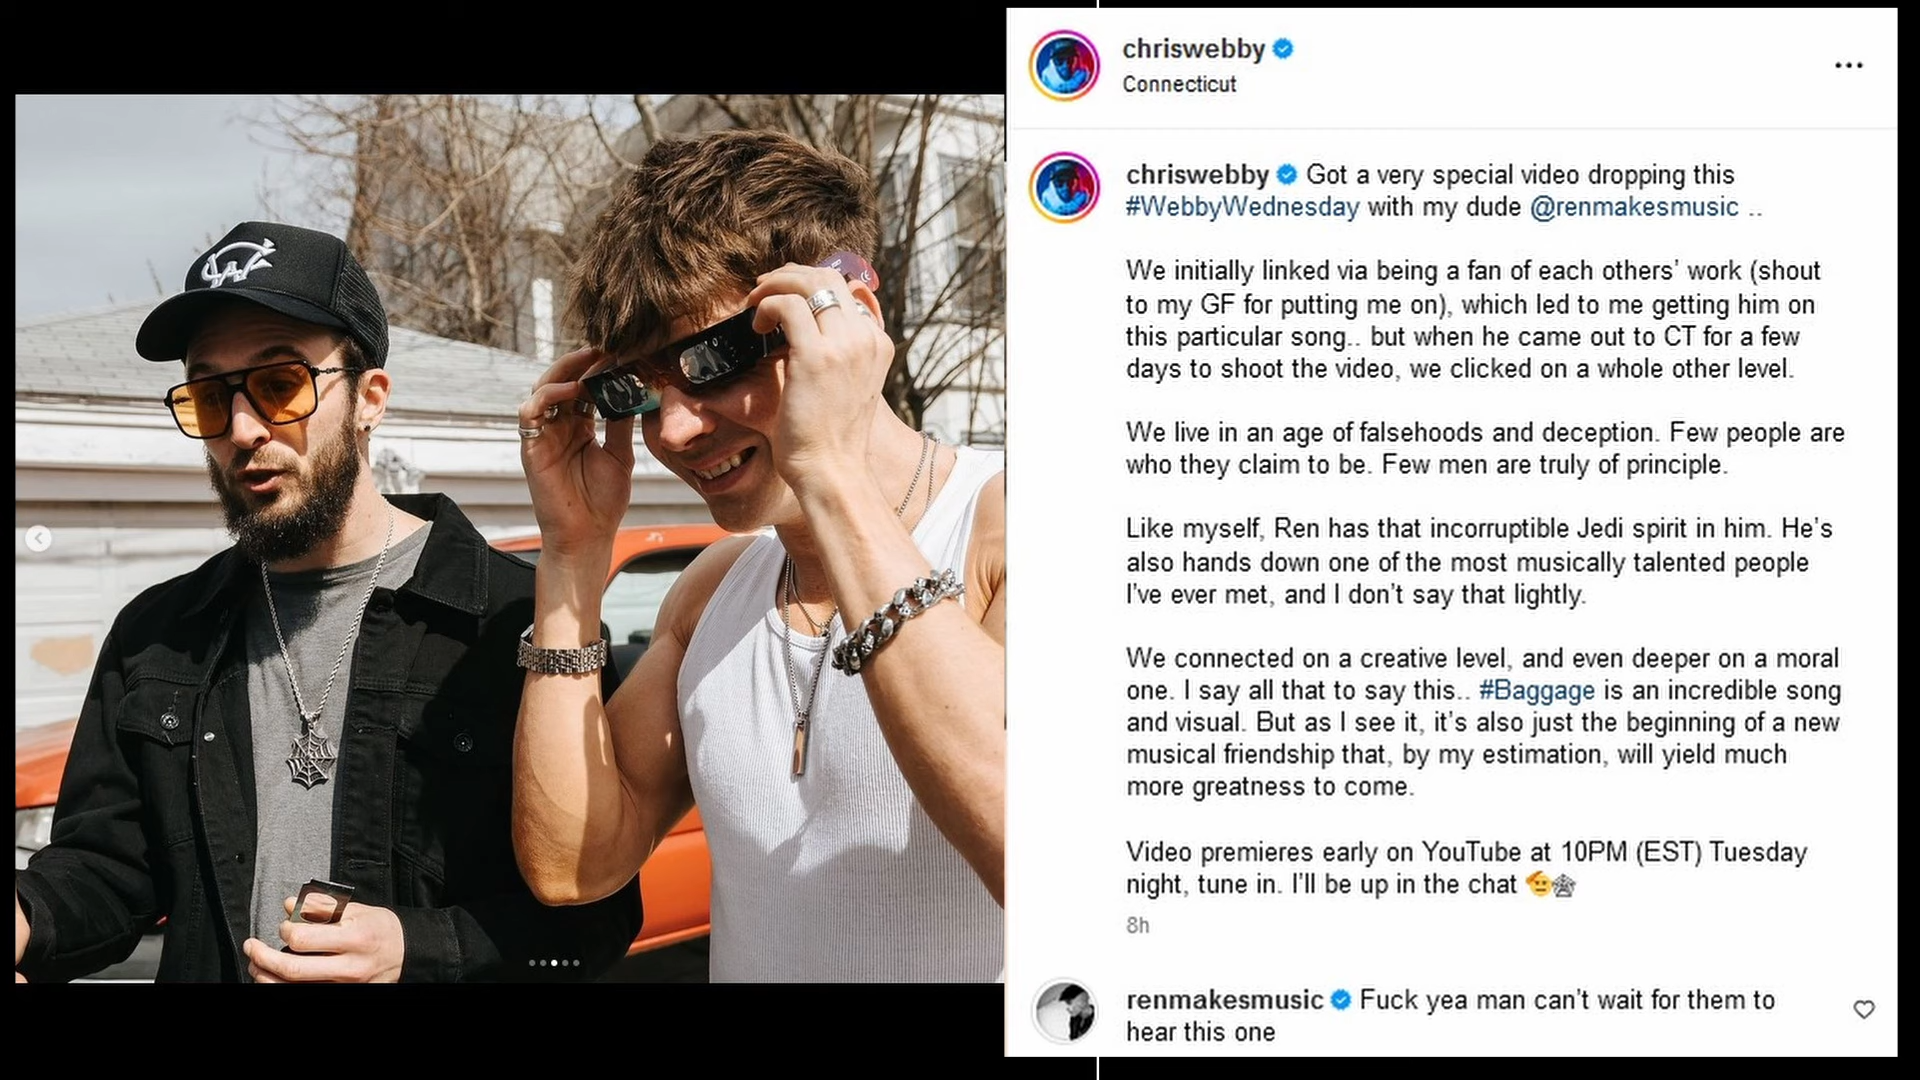 chriswebby
Connecticut
chriswebby Got a very special video dropping this
#WebbyWednesday with my dude @renmakesmusic ..
We initially linked via being a fan of each others’ work (shout
to my GF for putting me on), which led to me getting him on
this particular song.. but when he came out to CT for a few
days to shoot the video, we clicked on a whole other level.
We live in an age of falsehoods and deception. Few people are
who they claim to be. Few men are truly of principle.
Like myself, Ren has that incorruptible Jedi spirit in him. He’s
also hands down one of the most musically talented people
I’ve ever met, and I don’t say that lightly.
We connected on a creative level, and even deeper on a moral
one. I say all that to say this.. #Baggage is an incredible song
and visual. But as I see it, it’s also just the beginning of a new
musical friendship that, by my estimation, will yield much
more greatness to come.
Video premieres early on YouTube at 10PM (EST) Tuesday
night, tune in. I’ll be up in the chat 🫡🕸
8h
renmakesmusic Fuck yea man can’t wait for them to
hear this one